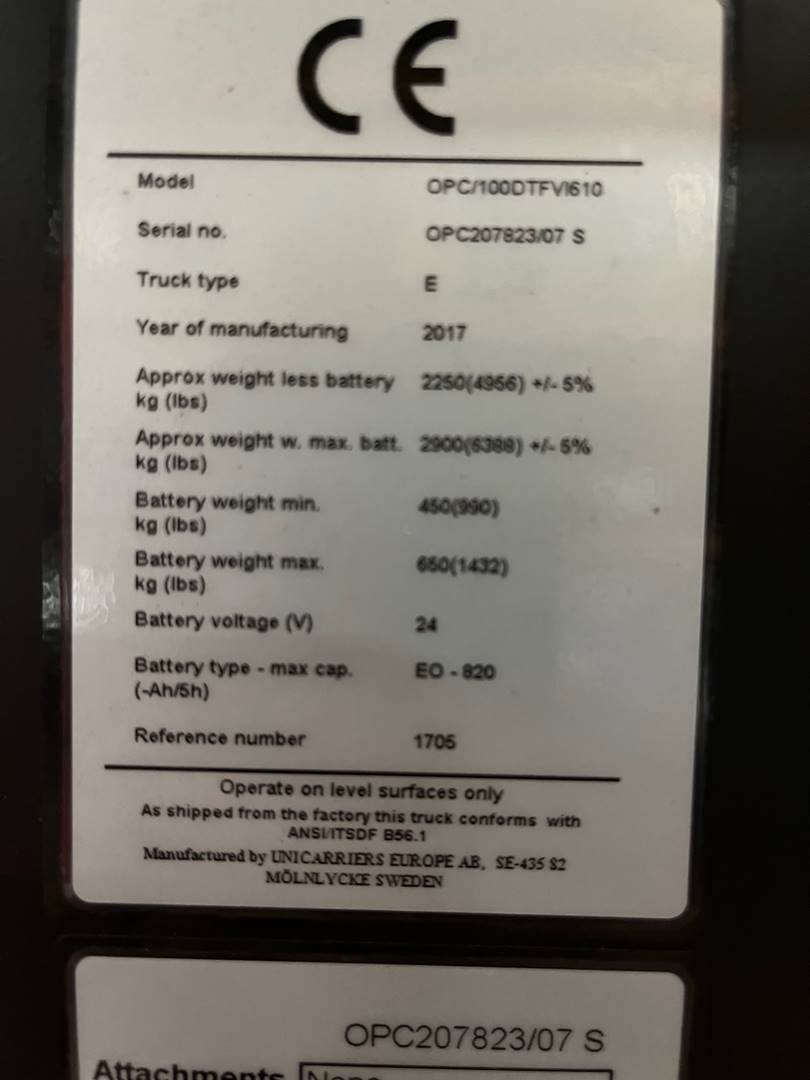 CE
Model OPC/100DTFVI610
Serial no. OPC207823/07 S
Truck type E
Year of manufacturing 2017
Approx weight less battery 2250(4956) +/- 5%
kg (lbs)
Approx weight w. max. batt. 2900(6388) +/- 5%
kg (lbs)
Battery weight min. 450(990)
kg (lbs)
Battery weight max. 650(1432)
kg (lbs)
Battery voltage (V) 24
Battery type - max cap. EO - 820
(-Ah/5h)
Reference number 1705
Operate on level surfaces only
As shipped from the factory this truck conforms with
ANSI/ITSDF B56.1
Manufactured by UNICARRIERS EUROPE AB, SE-435 82
MÖLNLYCKE SWEDEN
OPC207823/07 S
Attachments None